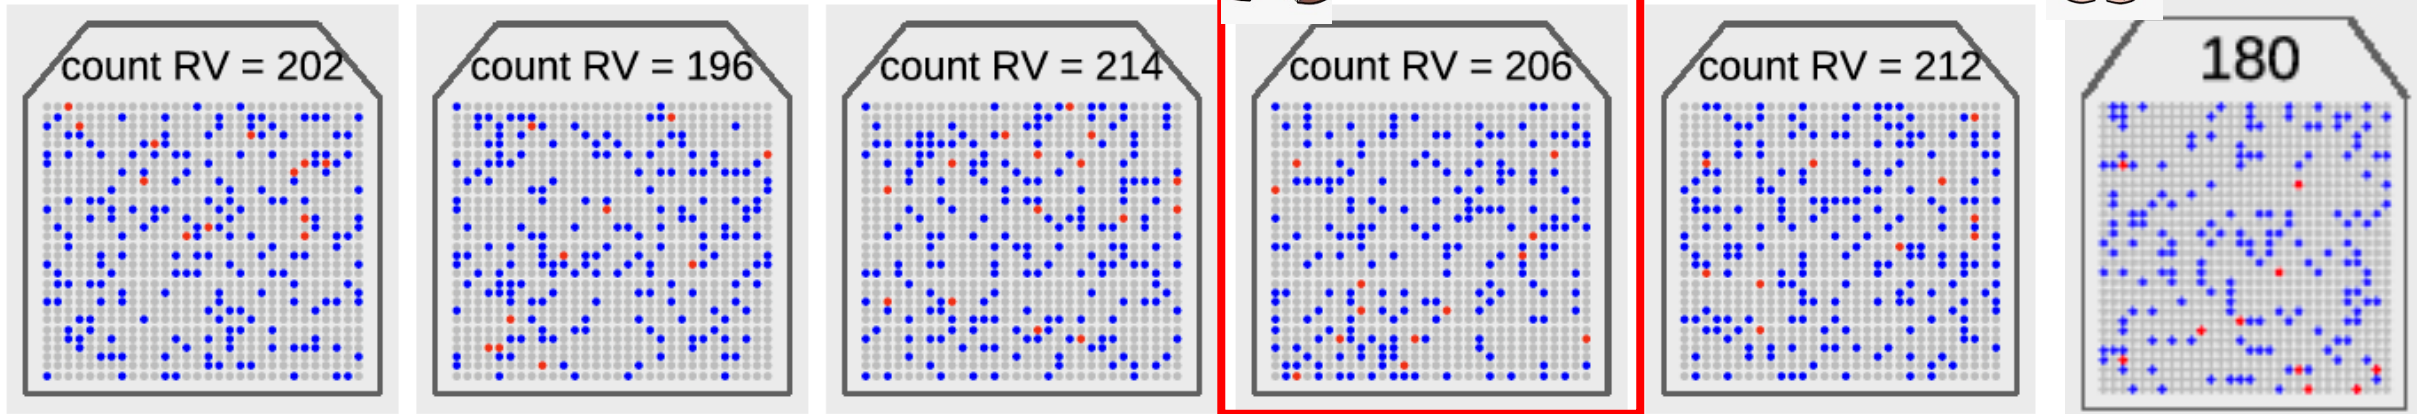 count RV = 202
count RV = 196
count RV = 214
count RV = 206
count RV = 212
180